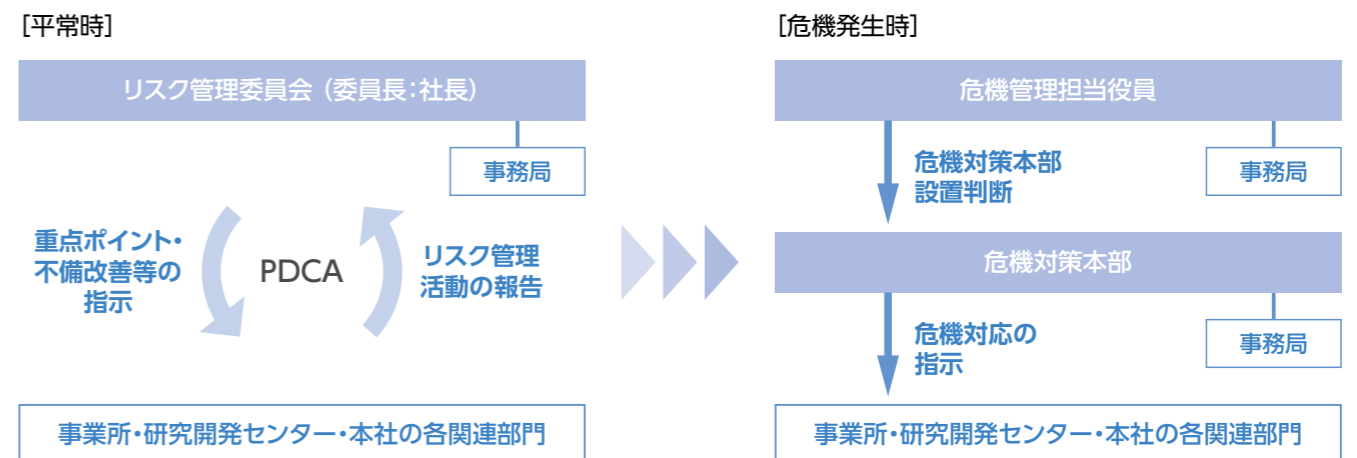 [平常時]
リスク管理委員会（委員長：社長）
事務局
重点ポイント・
不備改善等の
指示
PDCA
リスク管理
活動の報告
事業所・研究開発センター・本社の各関連部門
[危機発生時]
危機管理担当役員
事務局
危機対策本部
設置判断
危機対策本部
事務局
危機対応の
指示
事業所・研究開発センター・本社の各関連部門